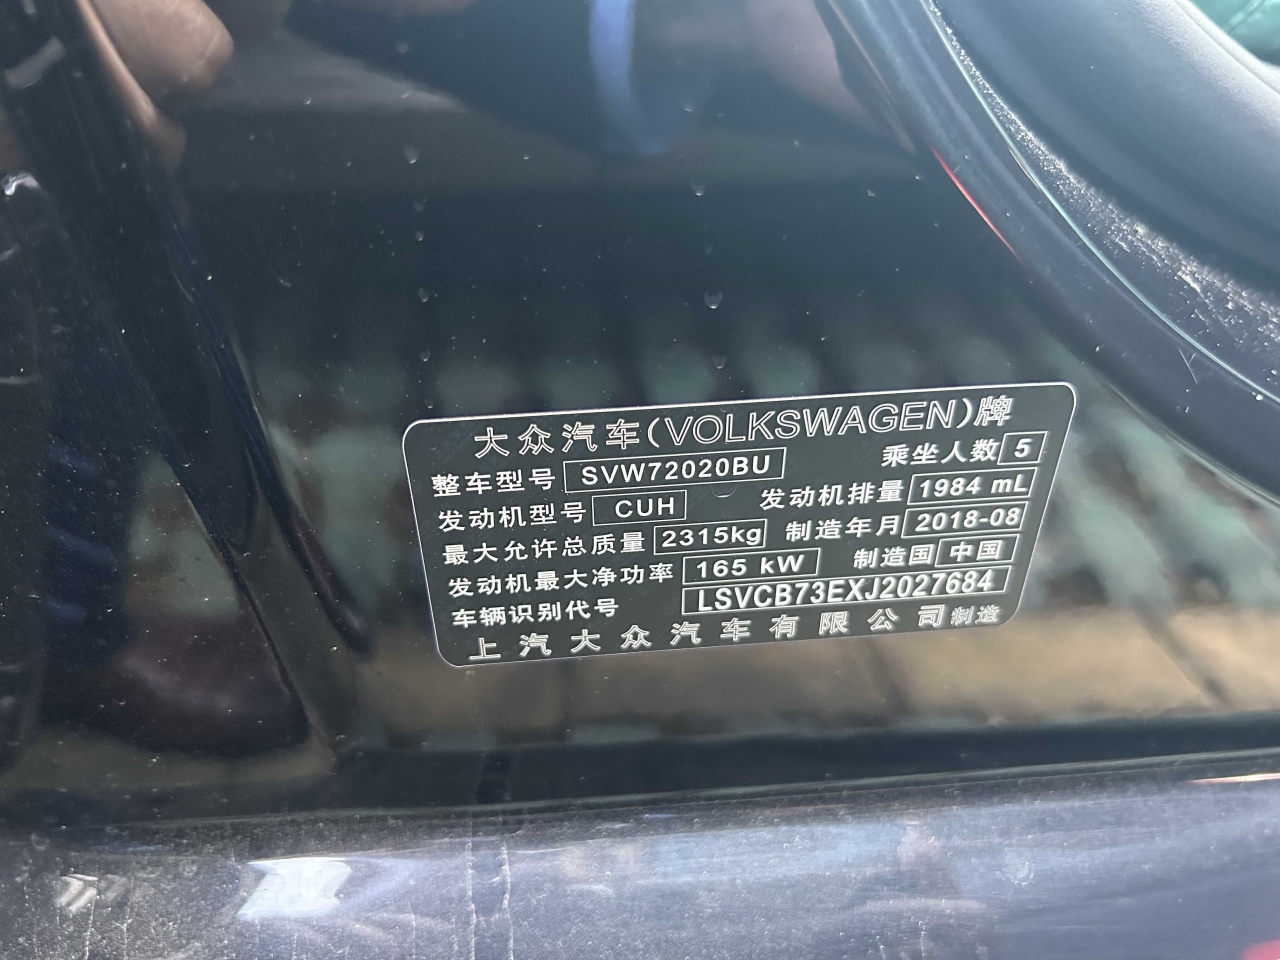 大众汽车(VOLKSWAGEN)牌
整车型号 SVW72020BU 乘坐人数 5
发动机型号 CUH 发动机排量 1984 mL
最大允许总质量 2315kg 制造年月 2018-08
发动机最大净功率 165 kW 制造国 中国
车辆识别代号 LSVCB73EXJ2027684
上汽大众汽车有限公司制造